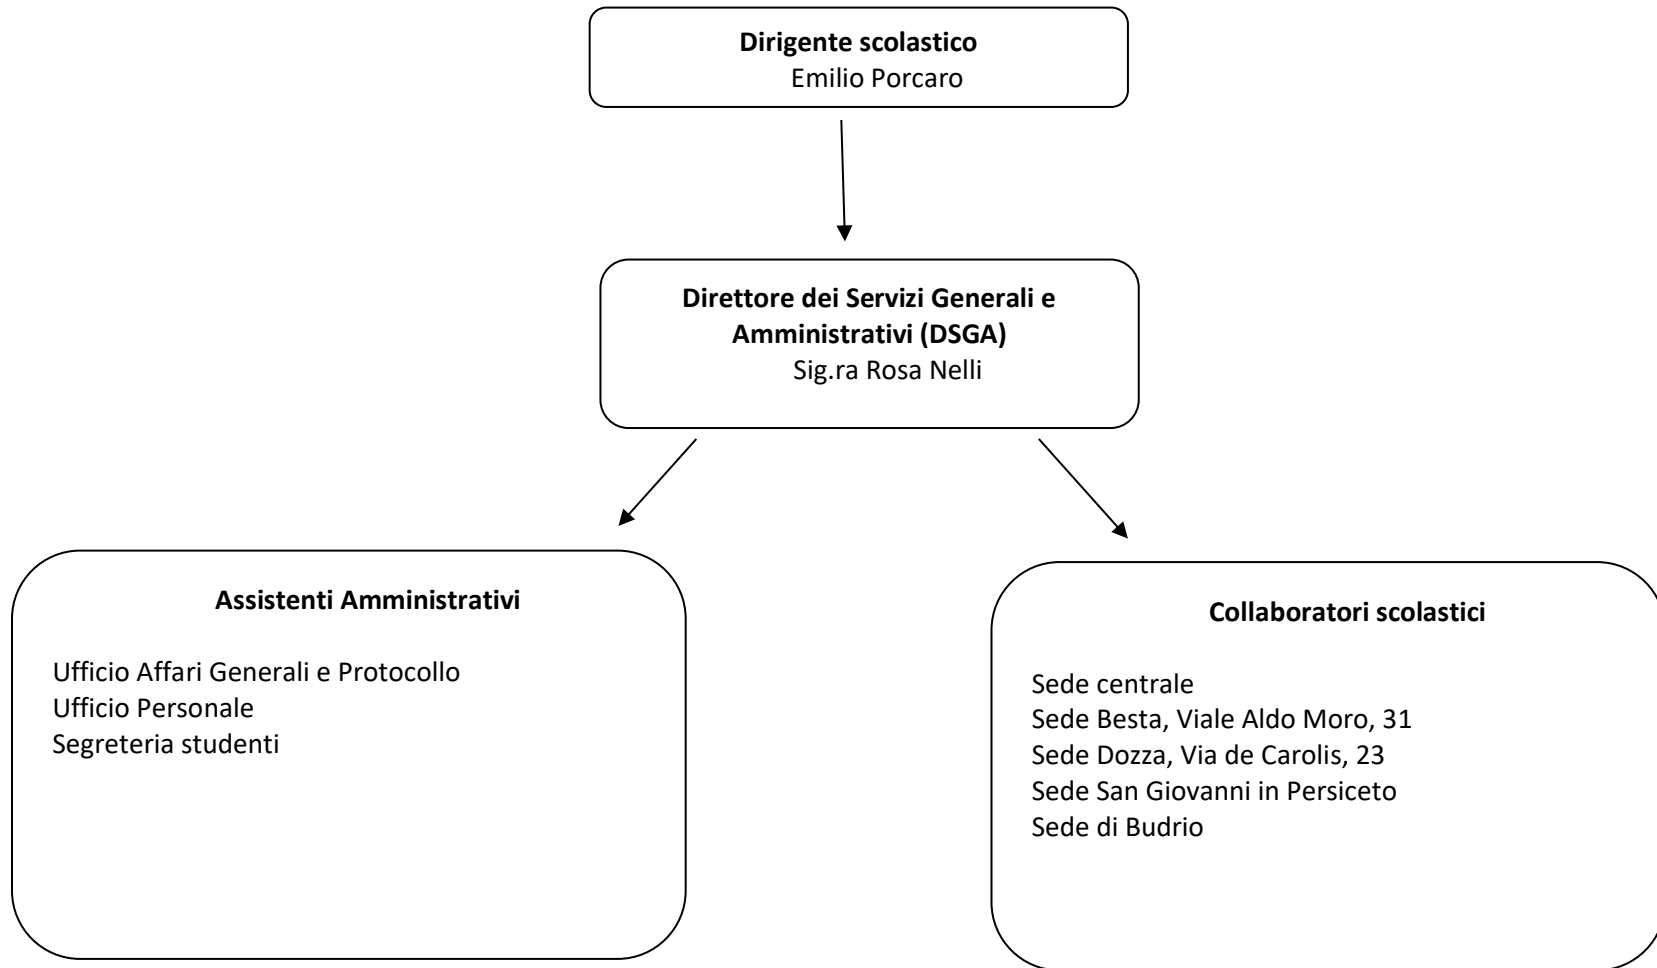 Dirigente scolastico
Emilio Porcaro
Direttore dei Servizi Generali e
Amministrativi (DSGA)
Sig.ra Rosa Nelli
Assistenti Amministrativi
Ufficio Affari Generali e Protocollo
Ufficio Personale
Segreteria studenti
Collaboratori scolastici
Sede centrale
Sede Besta, Viale Aldo Moro, 31
Sede Dozza, Via de Carolis, 23
Sede San Giovanni in Persiceto
Sede di Budrio